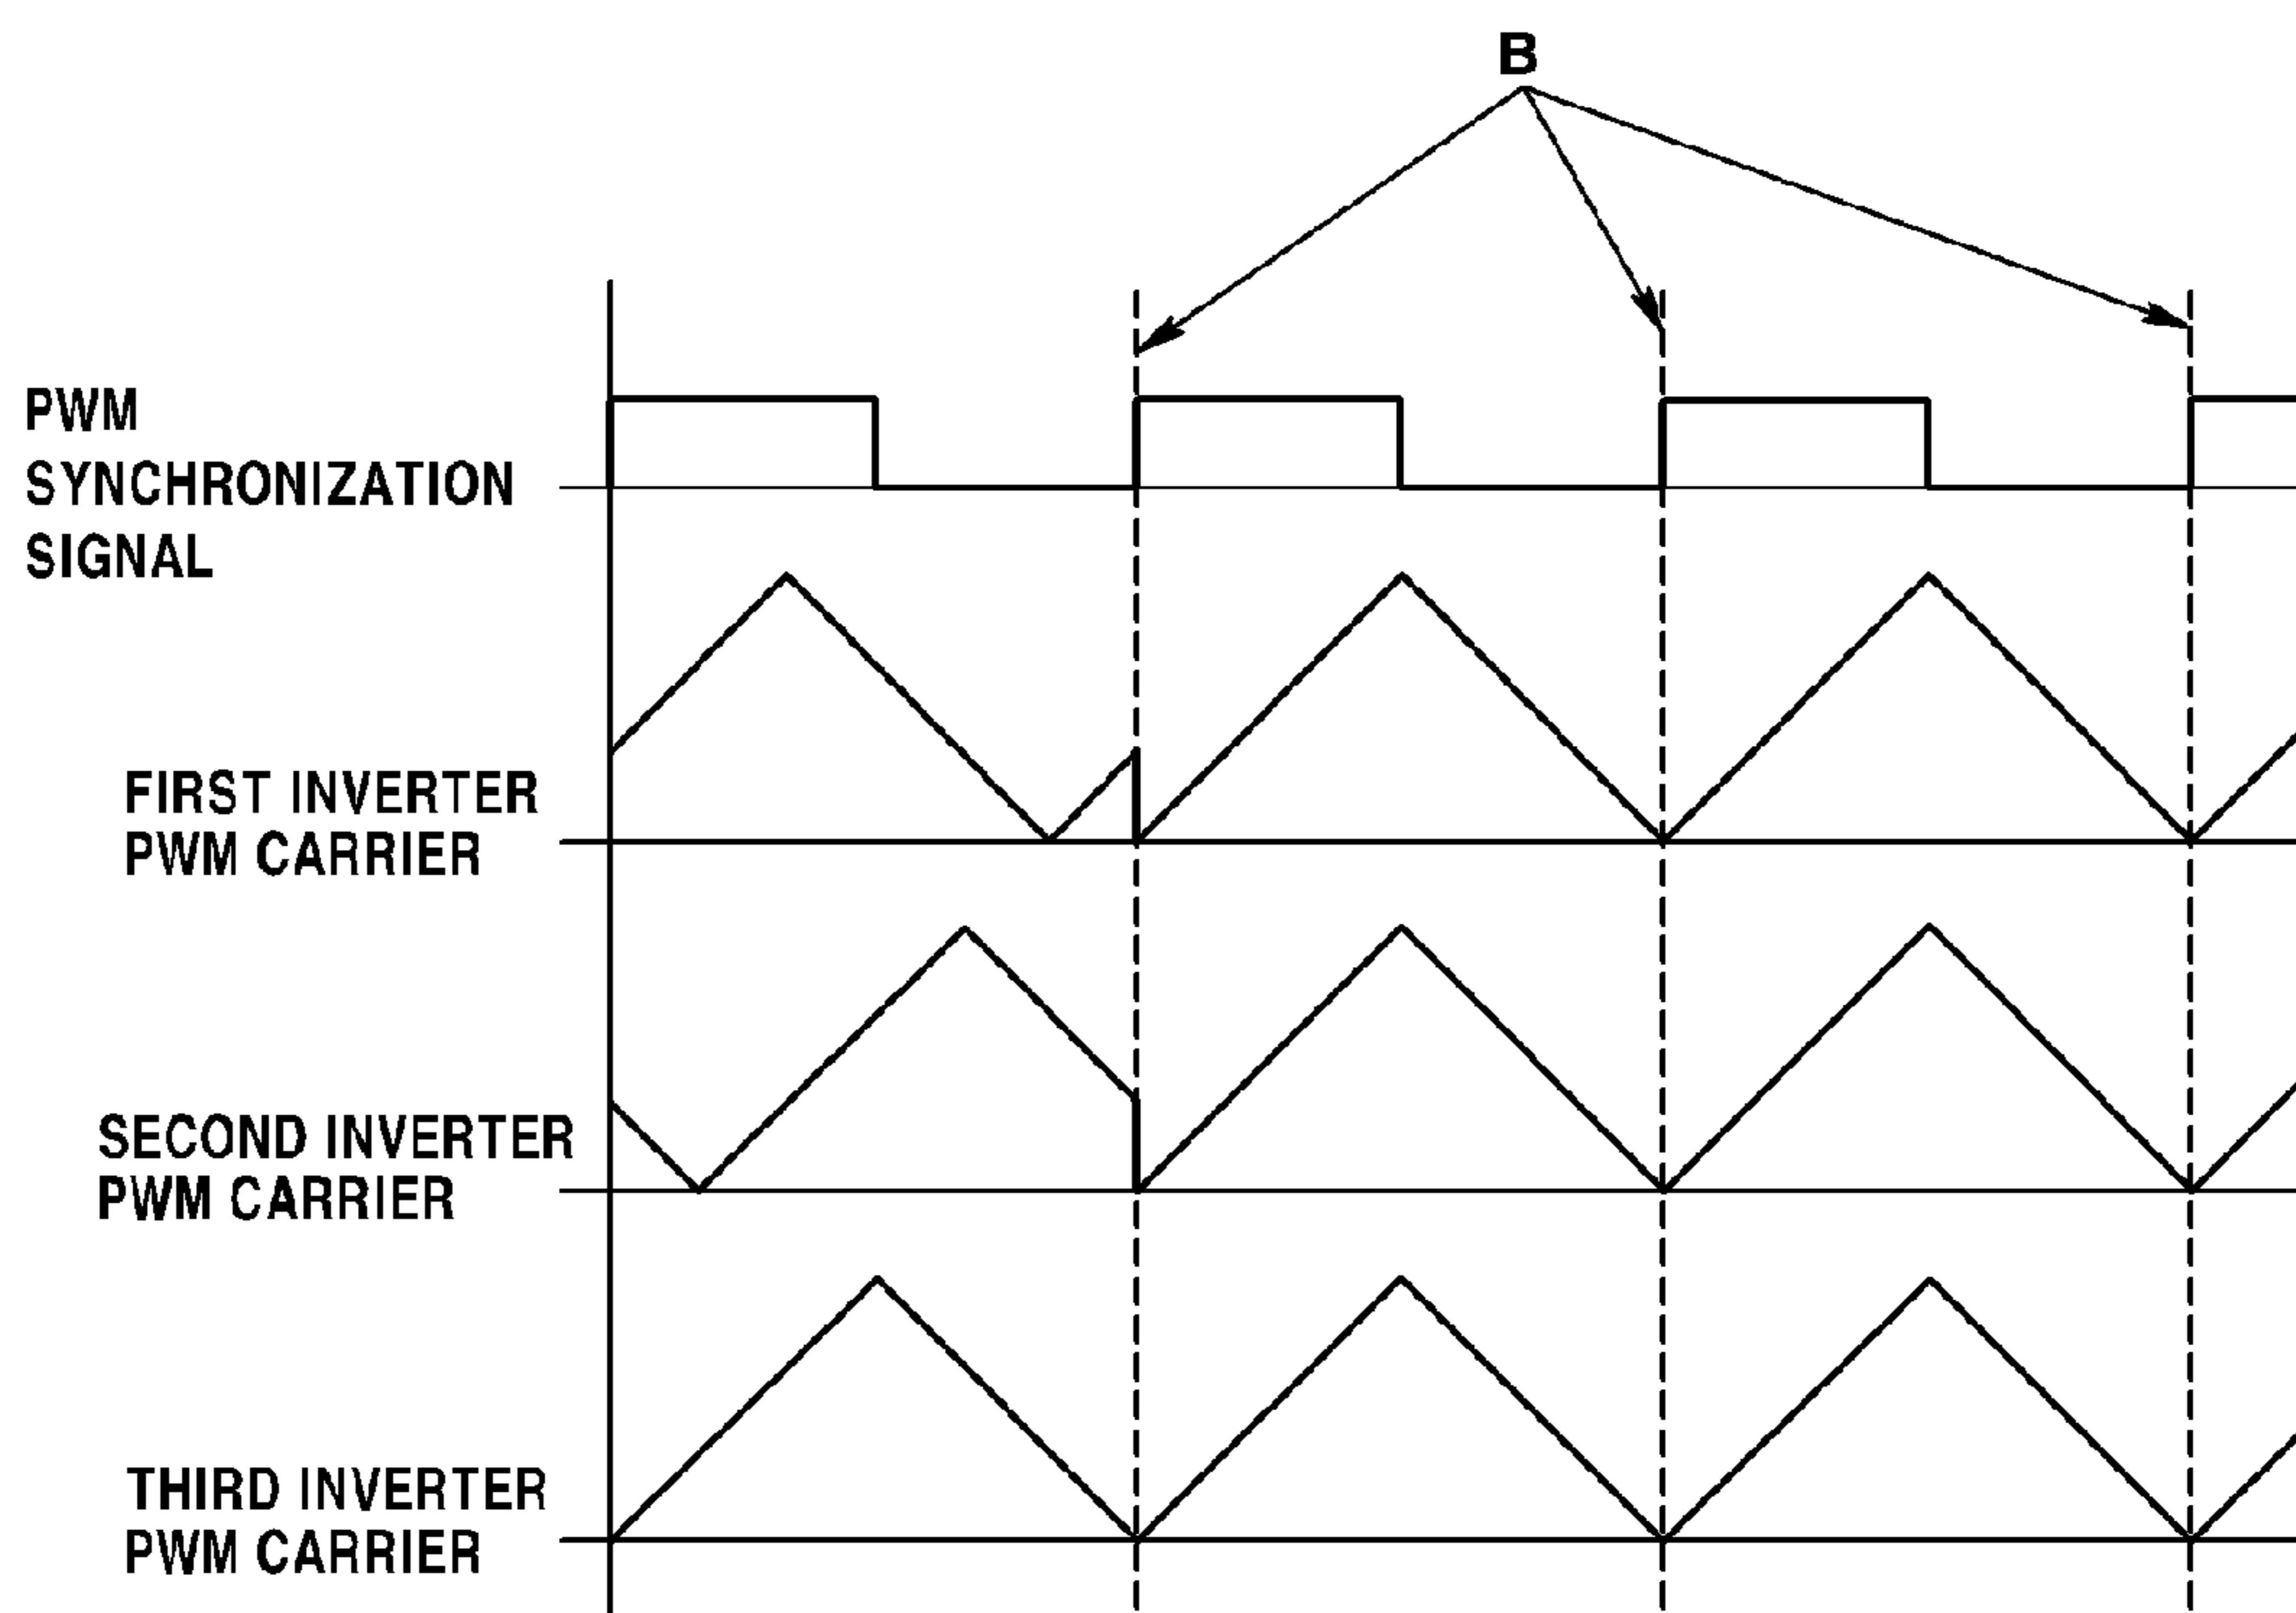 B
PWM
SYNCHRONIZATION
SIGNAL
FIRST INVERTER
PWM CARRIER
SECOND INVERTER
PWM CARRIER
THIRD INVERTER
PWM CARRIER